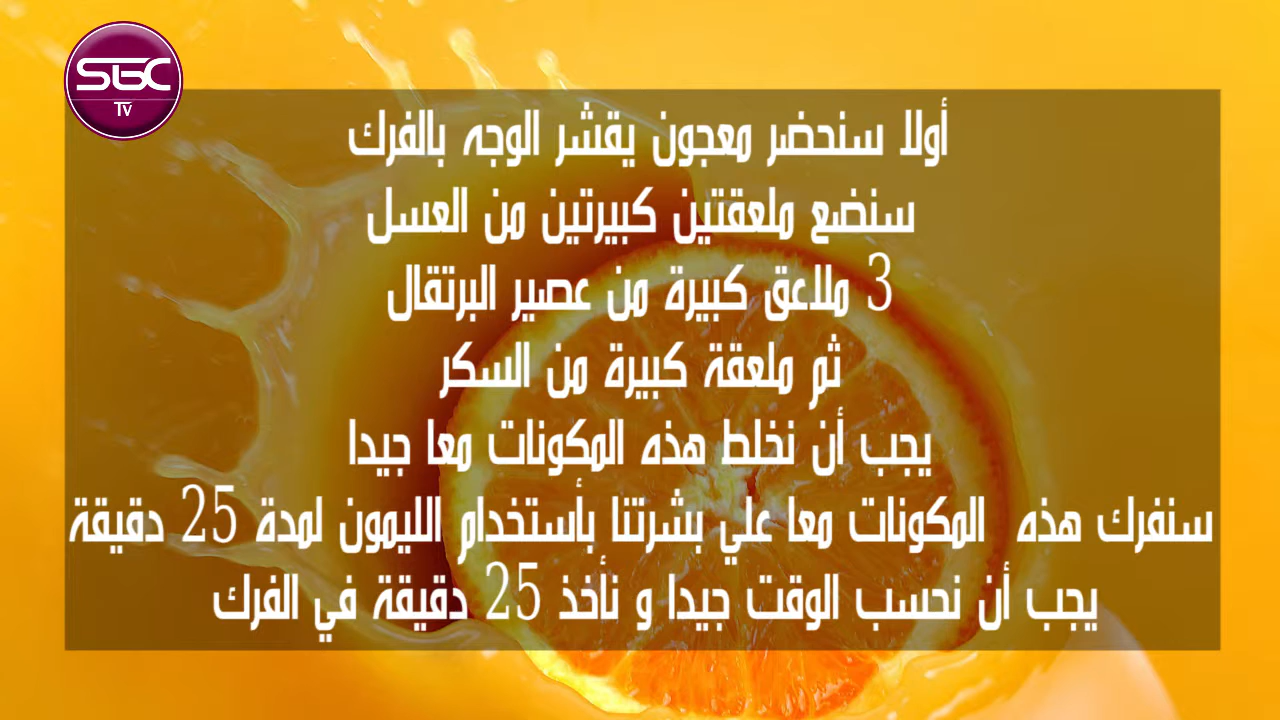 SBC
Tv
أولا سنحضر معجون يقشر الوجه بالفرك
سنضع ملعقتين كبيرتين من العسل
3 ملاعق كبيرة من عصير البرتقال
ثم ملعقة كبيرة من السكر
يجب أن نخلط هذه المكونات معا جيدا
سنفرك هذه المكونات معا علي بشرتنا بأستخدام الليمون لمدة 25 دقيقة
يجب أن نحسب الوقت جيدا و نأخذ 25 دقيقة في الفرك